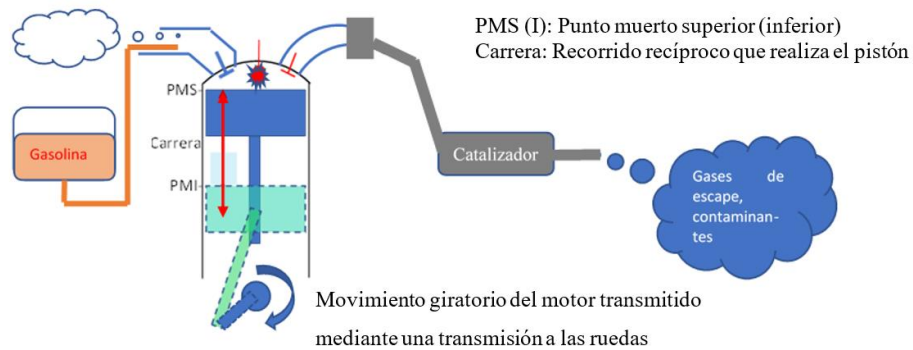 PMS (I): Punto muerto superior (inferior)
Carrera: Recorrido recíproco que realiza el pistón
PMS
Gasolina
Carrera
PMI
Catalizador
Gases de
escape,
contaminan-
tes
Movimiento giratorio del motor transmitido
mediante una transmisión a las ruedas